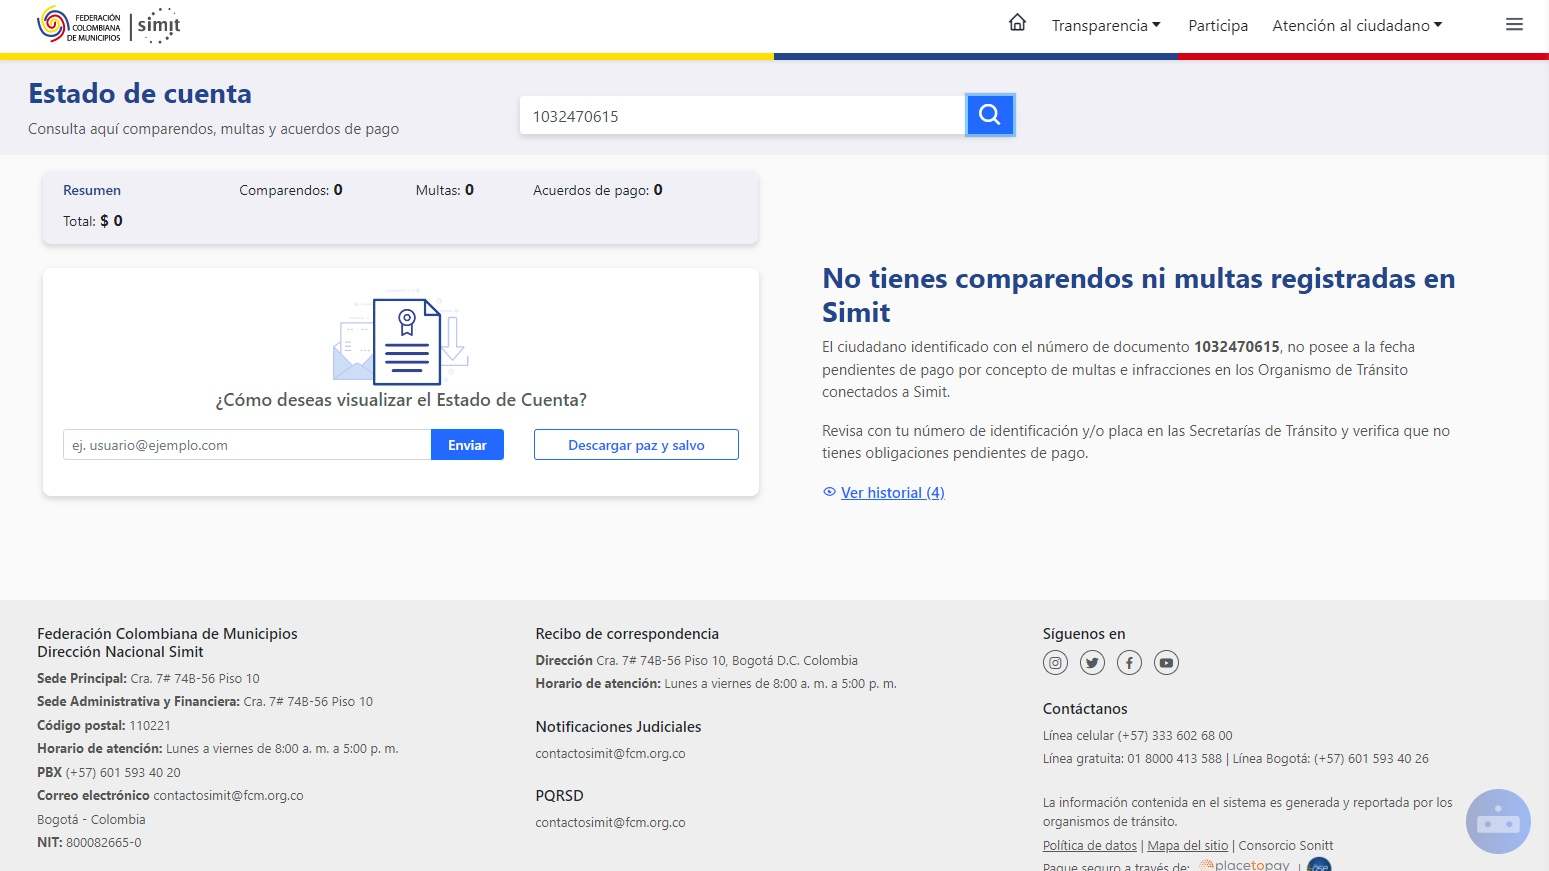 FEDERACIÓN
COLOMBIANA
DE MUNICIPIOS
simit
Transparencia
Participa
Atención al ciudadano
Estado de cuenta
Consulta aquí comparendos, multas y acuerdos de pago
1032470615
Resumen
Comparendos: 0
Multas: 0
Acuerdos de pago: 0
Total: $ 0
¿Cómo deseas visualizar el Estado de Cuenta?
ej. usuario@ejemplo.com
Enviar
Descargar paz y salvo
No tienes comparendos ni multas registradas en
Simit
El ciudadano identificado con el número de documento 1032470615, no posee a la fecha
pendientes de pago por concepto de multas e infracciones en los Organismo de Tránsito
conectados a Simit.
Revisa con tu número de identificación y/o placa en las Secretarías de Tránsito y verifica que no
tienes obligaciones pendientes de pago.
Ver historial (4)
Federación Colombiana de Municipios
Dirección Nacional Simit
Sede Principal: Cra. 7# 74B-56 Piso 10
Sede Administrativa y Financiera: Cra. 7# 74B-56 Piso 10
Código postal: 110221
Horario de atención: Lunes a viernes de 8:00 a. m. a 5:00 p. m.
PBX (+57) 601 593 40 20
Correo electrónico contactosimit@fcm.org.co
Bogotá - Colombia
NIT: 800082665-0
Recibo de correspondencia
Dirección Cra. 7# 74B-56 Piso 10, Bogotá D.C. Colombia
Horario de atención: Lunes a viernes de 8:00 a. m. a 5:00 p. m.
Notificaciones Judiciales
contactosimit@fcm.org.co
PQRSD
contactosimit@fcm.org.co
Síguenos en
Contáctanos
Línea celular (+57) 333 602 68 00
Línea gratuita: 01 8000 413 588 | Línea Bogotá: (+57) 601 593 40 26
La información contenida en el sistema es generada y reportada por los
organismos de tránsito.
Política de datos | Mapa del sitio | Consorcio Sonitt
Pague seguro a través de: placetopay | pse